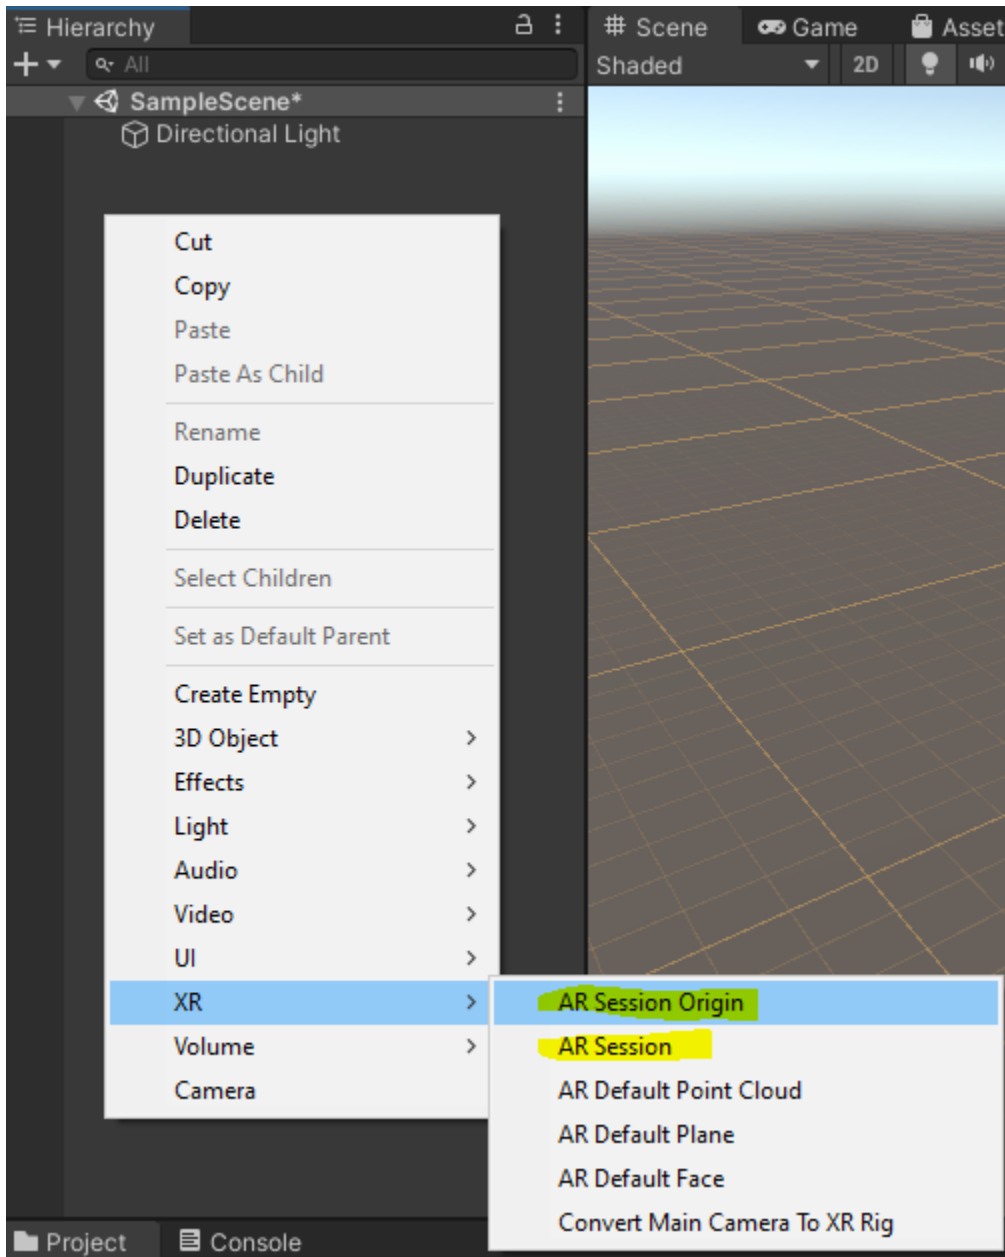 Hierarchy
# Scene
Game
Asset
All
Shaded
2D
SampleScene*
Directional Light
Cut
Copy
Paste
Paste As Child
Rename
Duplicate
Delete
Select Children
Set as Default Parent
Create Empty
3D Object
Effects
Light
Audio
Video
UI
XR
AR Session Origin
Volume
AR Session
Camera
AR Default Point Cloud
AR Default Plane
AR Default Face
Convert Main Camera To XR Rig
Project
Console